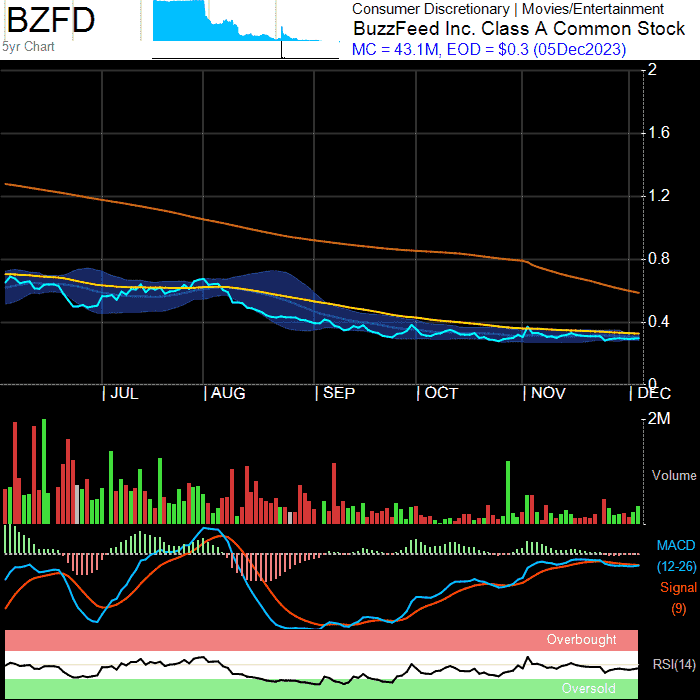 BZFD
5yr Chart
Consumer Discretionary | Movies/Entertainment
BuzzFeed Inc. Class A Common Stock
MC = 43.1M, EOD = $0.3 (05Dec2023)
2
1.6
1.2
0.8
0.4
0
JUL AUG SEP OCT NOV DEC
2M
Volume
MACD
(12-26)
Signal
(9)
Overbought
RSI(14)
Oversold